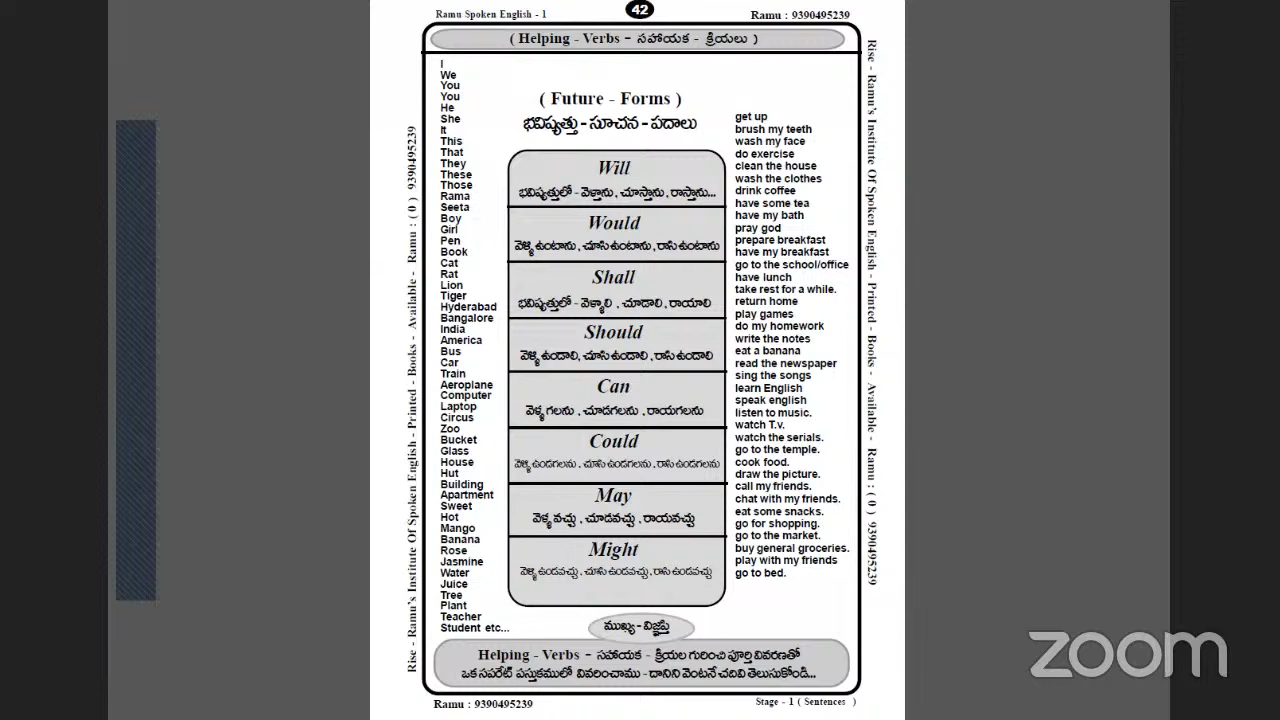 Ramu Spoken English - 1
42
Ramu : 9390495239
( Helping - Verbs - సహాయక - క్రియలు )
I
We
You
You
He
She
It
This
That
They
These
Those
Rama
Seeta
Boy
Girl
Pen
Book
Cat
Rat
Lion
Tiger
Hyderabad
Bangalore
India
America
Bus
Car
Train
Aeroplane
Computer
Laptop
Circus
Zoo
Bucket
Glass
House
Hut
Building
Apartment
Sweet
Hot
Mango
Banana
Rose
Jasmine
Water
Juice
Tree
Plant
Teacher
Student etc...
( Future - Forms )
భవిష్యత్తు - సూచన - పదాలు
Will
భవిష్యత్తులో - వెళ్తాను , చూస్తాను , రాస్తాను...
Would
వెళ్ళి ఉంటాను , చూసి ఉంటాను , రాసి ఉంటాను
Shall
భవిష్యత్తులో - వెళ్ళాలి , చూడాలి , రాయాలి
Should
వెళ్ళి ఉండాలి, చూసి ఉండాలి, రాసి ఉండాలి
Can
వెళ్ళ గలను , చూడగలను , రాయగలను
Could
వెళ్ళి ఉండగలను , చూసి ఉండగలను , రాసి ఉండగలను
May
వెళ్ళ వచ్చు , చూడవచ్చు , రాయవచ్చు
Might
వెళ్ళి ఉండవచ్చు , చూసి ఉండవచ్చు , రాసి ఉండవచ్చు
get up
brush my teeth
wash my face
do exercise
clean the house
wash the clothes
drink coffee
have some tea
have my bath
pray god
prepare breakfast
have my breakfast
go to the school/office
have lunch
take rest for a while.
return home
play games
do my homework
write the notes
eat a banana
read the newspaper
sing the songs
learn English
speak english
listen to music.
watch T.v.
watch the serials.
go to the temple.
cook food.
draw the picture.
call my friends.
chat with my friends.
eat some snacks.
go for shopping.
go to the market.
buy general groceries.
play with my friends
go to bed.
ముఖ్య - విజ్ఞప్తి
Helping - Verbs - సహాయక - క్రియల గురించి పూర్తి వివరణతో
ఒక సపరేట్ పుస్తకములో వివరించాము - దానిని వెంటనే చదివి తెలుసుకోండి...
Ramu : 9390495239
Stage - 1 ( Sentences )
Rise - Ramu's Institute Of Spoken English - Printed - Books - Available - Ramu : ( 0 ) 9390495239
Rise - Ramu's Institute Of Spoken English - Printed - Books - Available - Ramu : ( 0 ) 9390495239
zoom